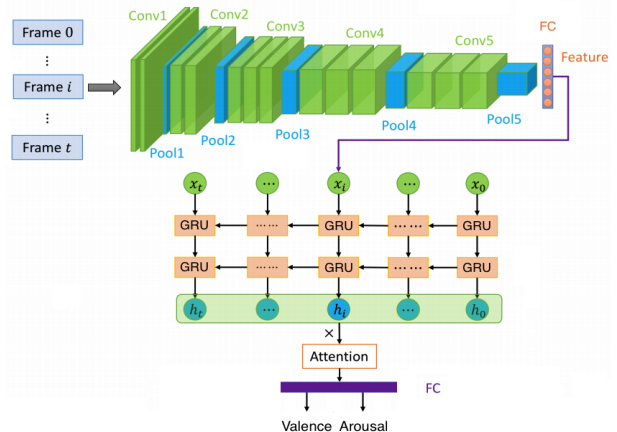 Conv1
Conv2
Conv3
Conv4
Conv5
FC
Feature
Frame 0
⋮
Frame i
⋮
Frame t
Pool1
Pool2
Pool3
Pool4
Pool5
x_t ... x_i ... x_0
GRU ...... GRU ...... GRU
GRU ...... GRU ...... GRU
h_t ... h_i ... h_0
×
Attention
FC
Valence Arousal